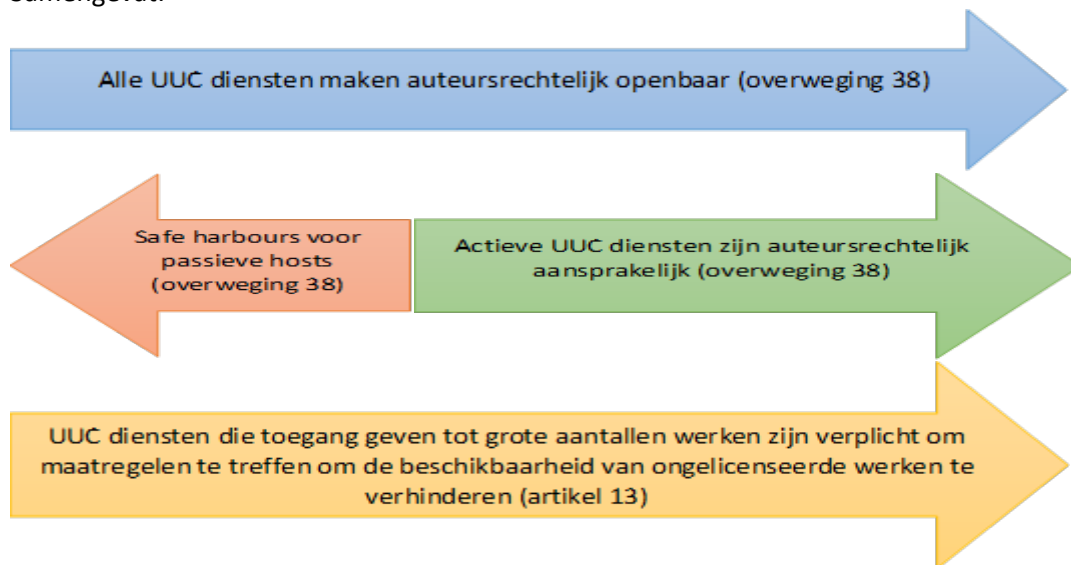 Samengevat:
Alle UUC diensten maken auteursrechtelijk openbaar (overweging 38)
Safe harbours voor
passieve hosts
(overweging 38)
Actieve UUC diensten zijn auteursrechtelijk
aansprakelijk (overweging 38)
UUC diensten die toegang geven tot grote aantallen werken zijn verplicht om
maatregelen te treffen om de beschikbaarheid van ongelicenseerde werken te
verhinderen (artikel 13)